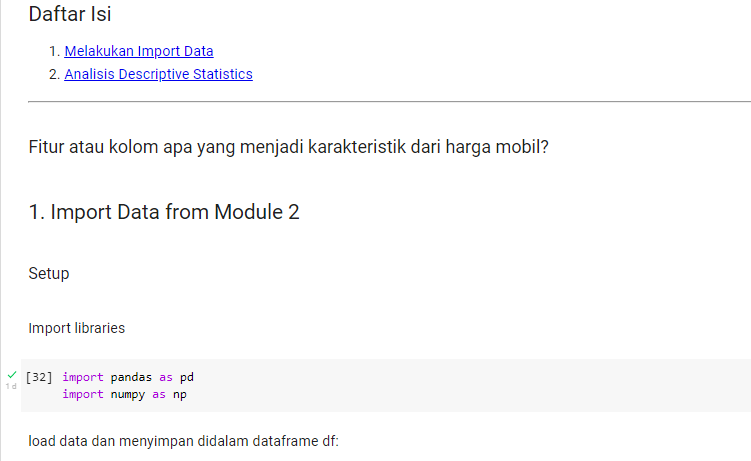 Daftar Isi
1. Melakukan Import Data
2. Analisis Descriptive Statistics
Fitur atau kolom apa yang menjadi karakteristik dari harga mobil?
1. Import Data from Module 2
Setup
Import libraries
[32] import pandas as pd
1 d
import numpy as np
load data dan menyimpan didalam dataframe df: